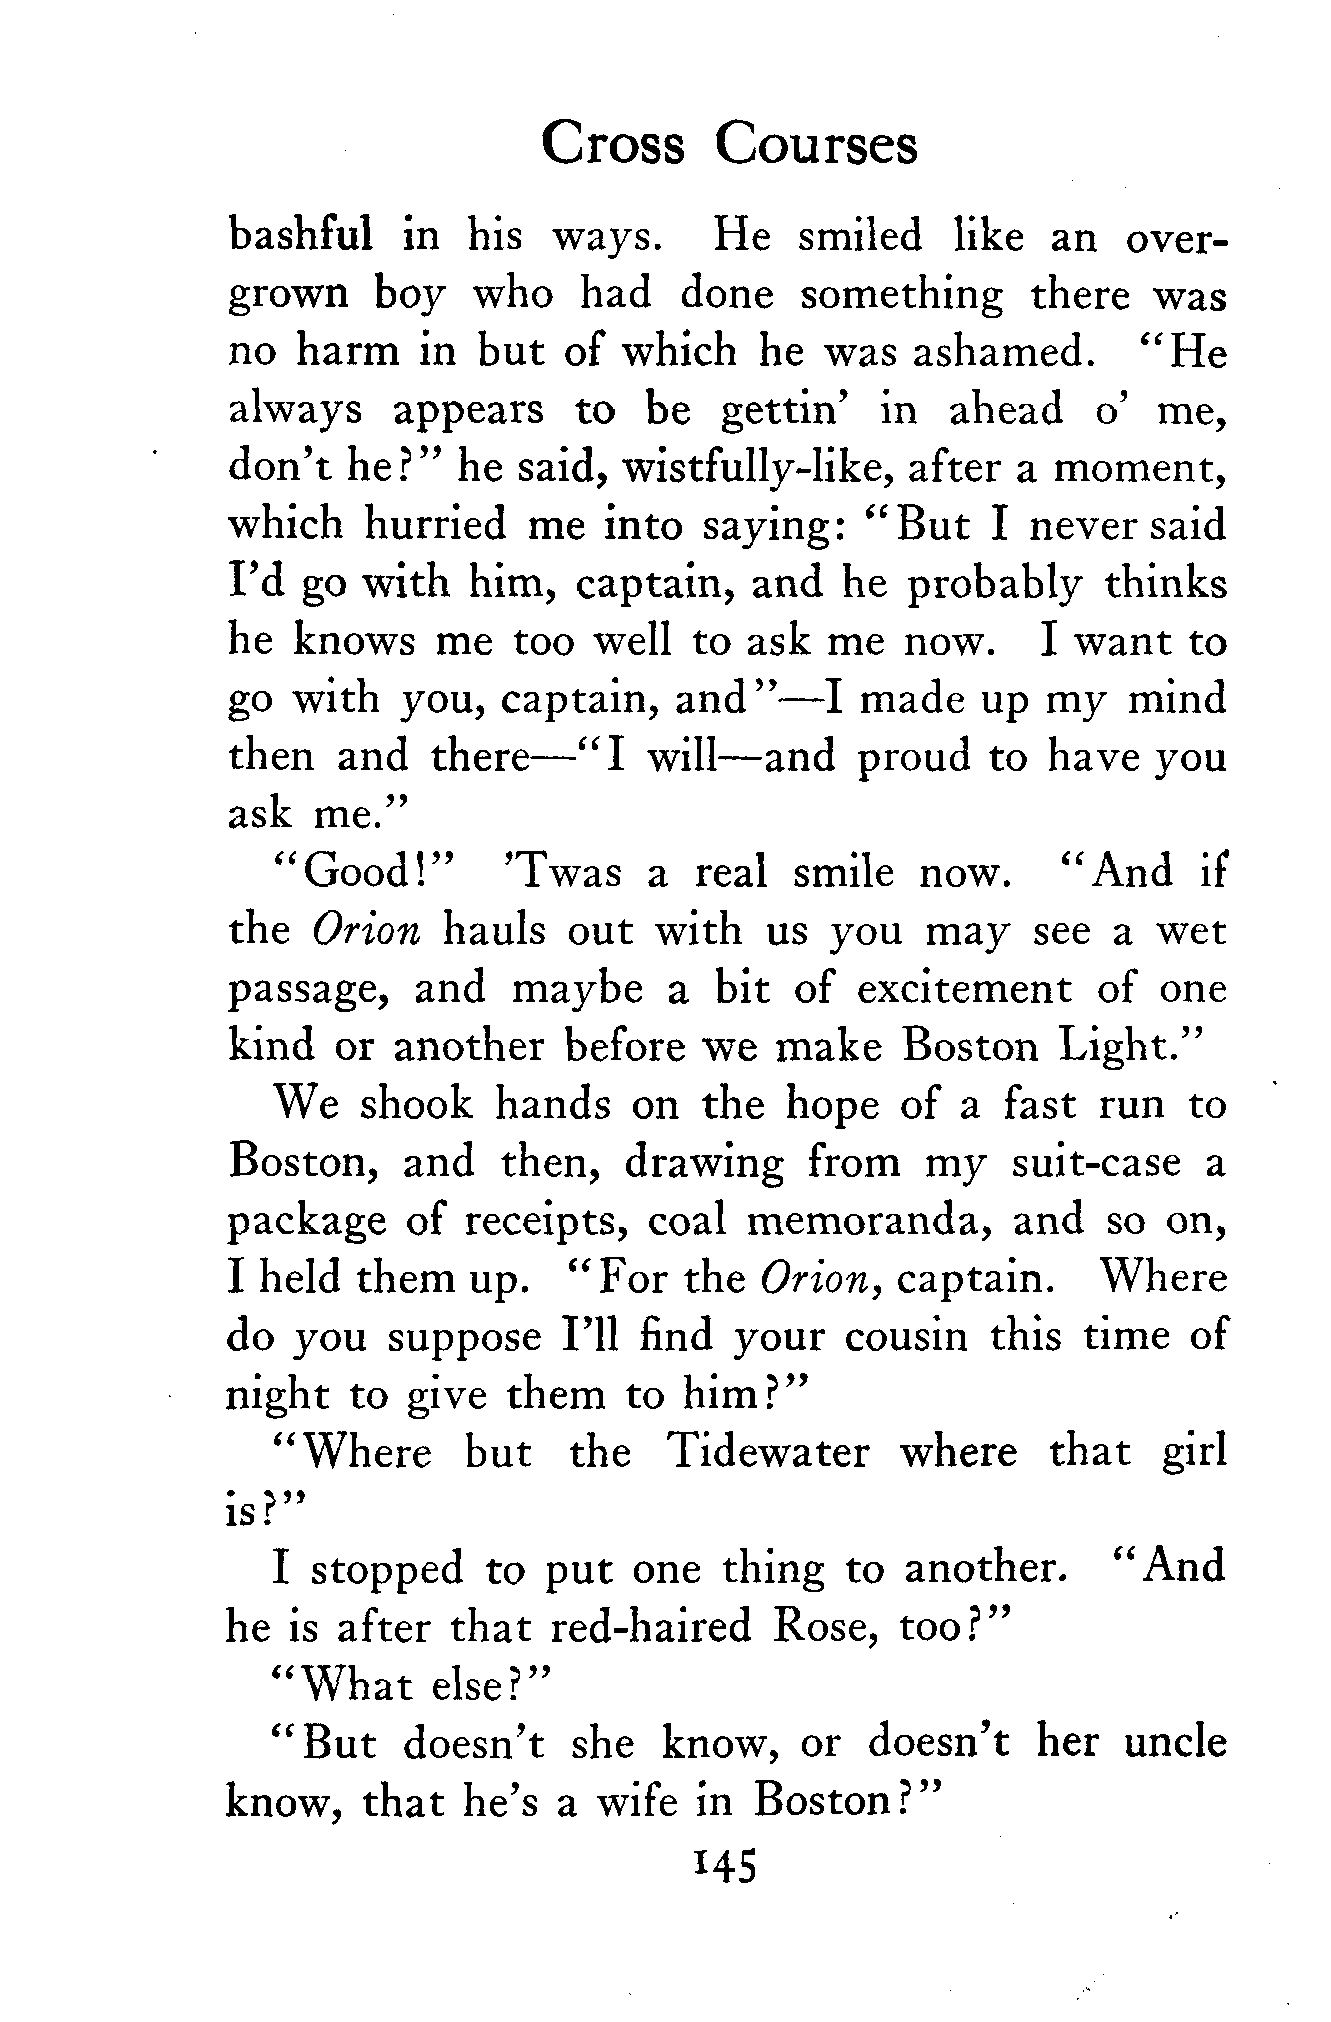 Cross Courses
bashful in his ways. He smiled like an over-
grown boy who had done something there was
no harm in but of which he was ashamed. "He
always appears to be gettin' in ahead o' me,
don't he?" he said, wistfully-like, after a moment,
which hurried me into saying: "But I never said
I'd go with him, captain, and he probably thinks
he knows me too well to ask me now. I want to
go with you, captain, and"—I made up my mind
then and there—"I will—and proud to have you
ask me."
"Good!" 'Twas a real smile now. "And if
the Orion hauls out with us you may see a wet
passage, and maybe a bit of excitement of one
kind or another before we make Boston Light."
We shook hands on the hope of a fast run to
Boston, and then, drawing from my suit-case a
package of receipts, coal memoranda, and so on,
I held them up. "For the Orion, captain. Where
do you suppose I'll find your cousin this time of
night to give them to him?"
"Where but the Tidewater where that girl
is?"
I stopped to put one thing to another. "And
he is after that red-haired Rose, too?"
"What else?"
"But doesn't she know, or doesn't her uncle
know, that he's a wife in Boston?"
145